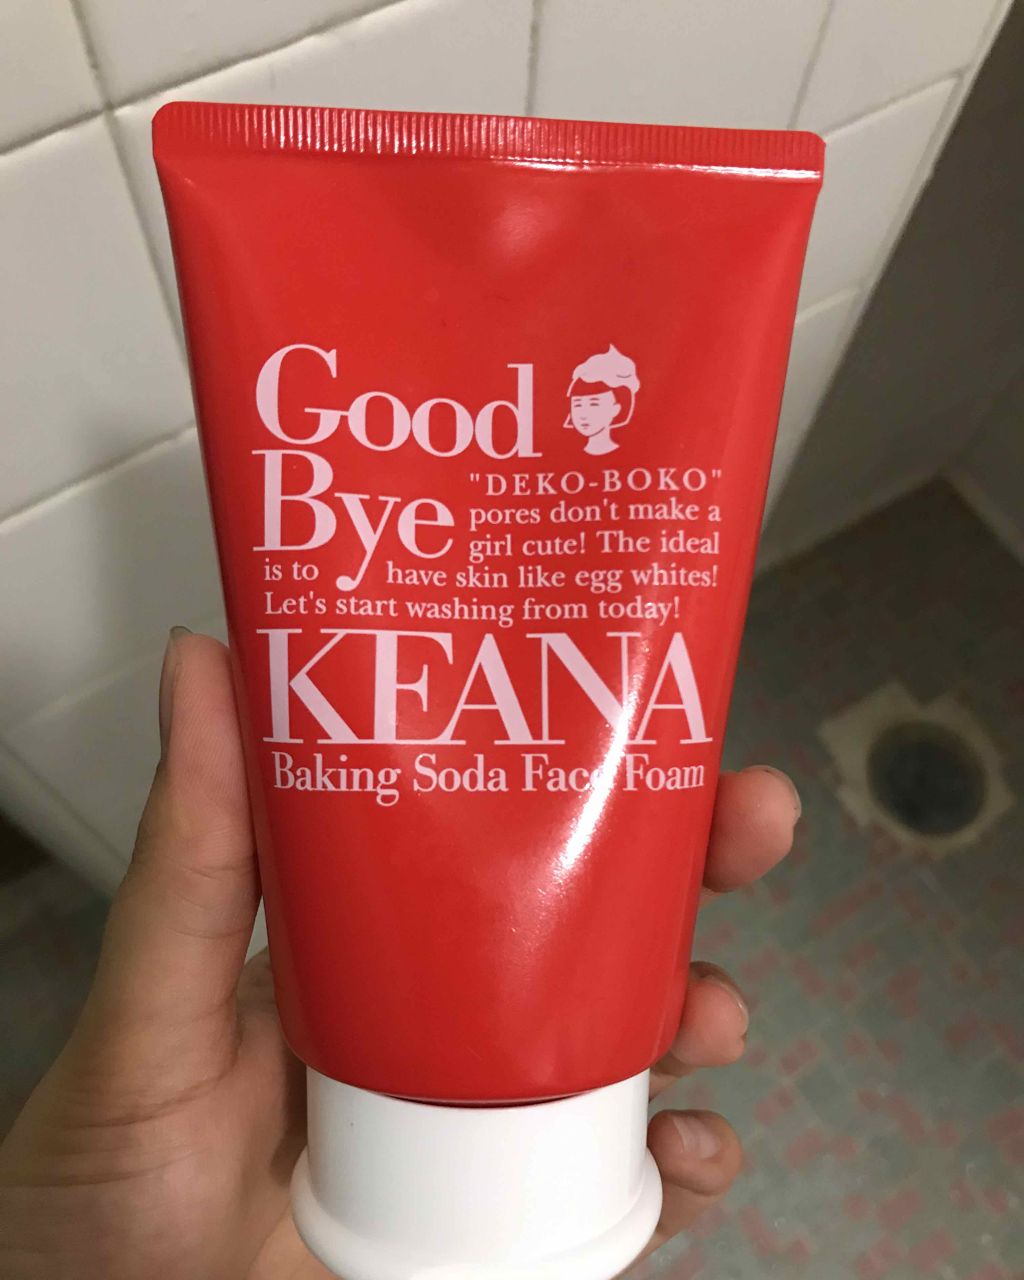 Good
Bye
"DEKO-BOKO"
pores don't make a
girl cute! The ideal
is to have skin like egg whites!
Let's start washing from today!
KEANA
Baking Soda Face Foam